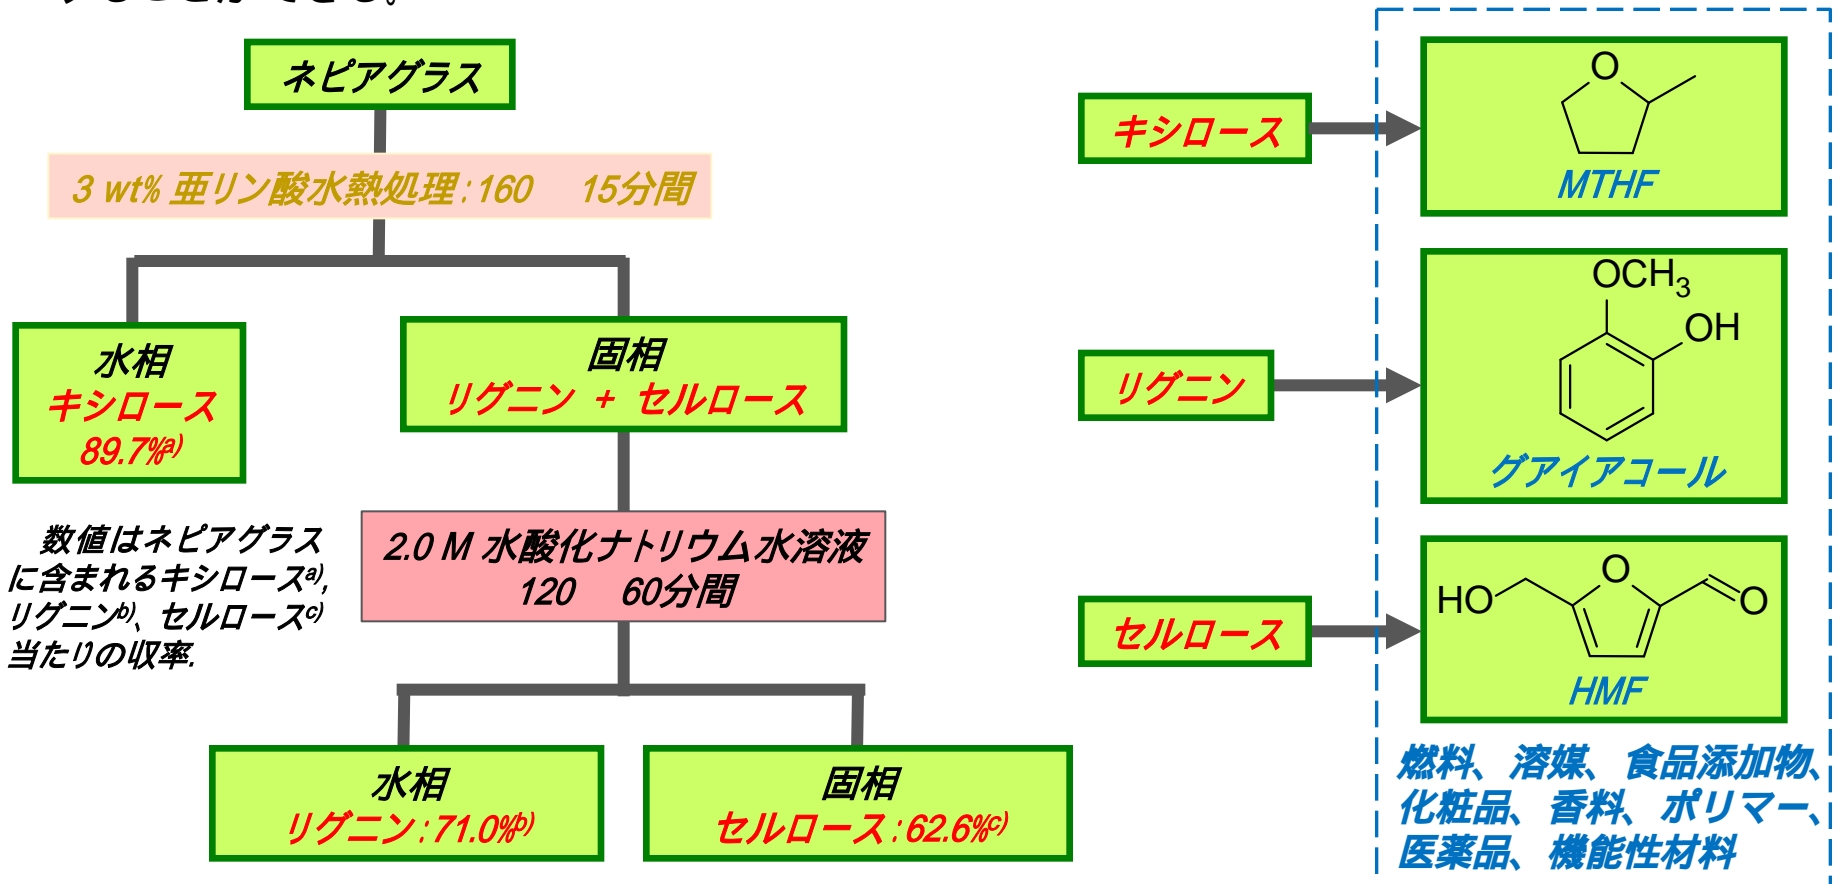 ネピアグラス
3 wt% 亜リン酸水熱処理：160　15分間
水相
キシロース
89.7%a)
固相
リグニン + セルロース
数値はネピアグラス
に含まれるキシロースa),
リグニンb)、セルロースc)
当たりの収率.
2.0 M 水酸化ナトリウム水溶液
120　60分間
水相
リグニン：71.0%b)
固相
セルロース：62.6%c)
キシロース
O
MTHF
リグニン
OCH3
OH
グアイアコール
セルロース
HO
O
O
HMF
燃料、溶媒、食品添加物、
化粧品、香料、ポリマー、
医薬品、機能性材料